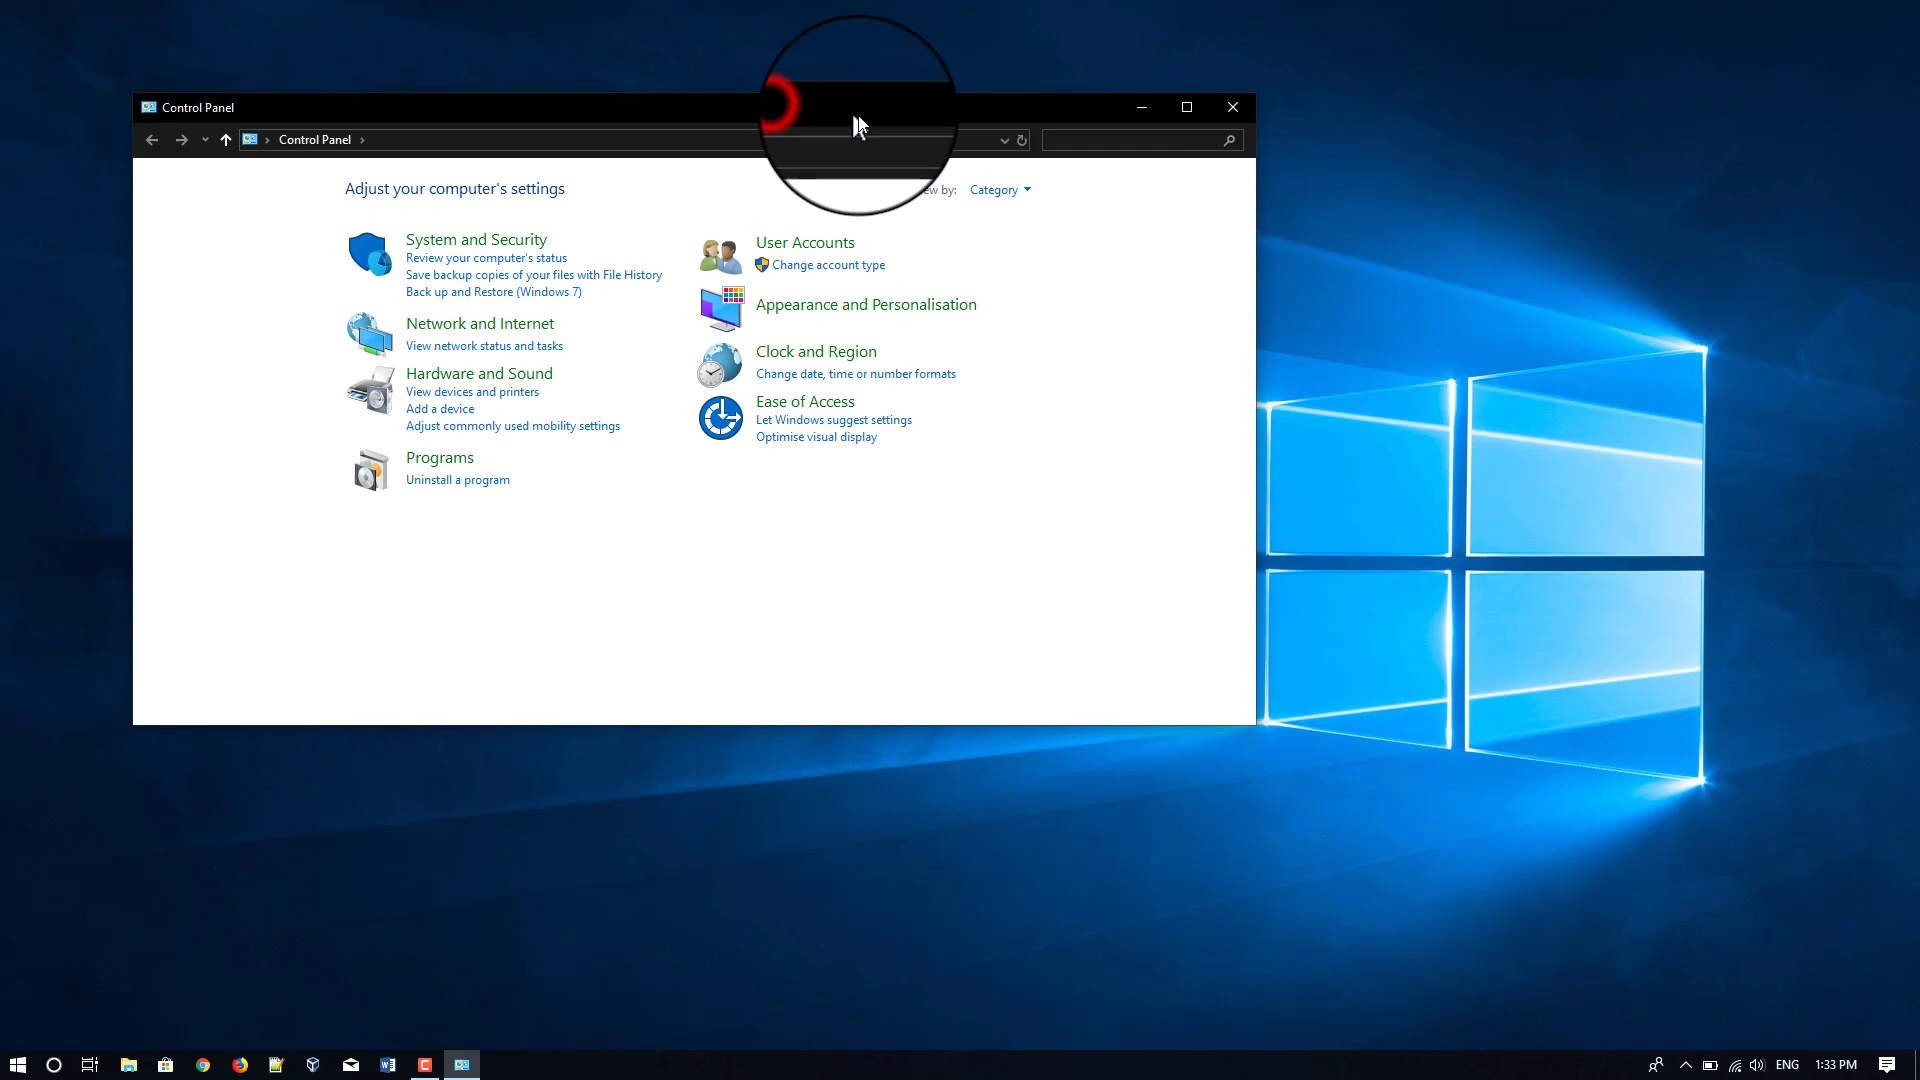 Control Panel
Control Panel
Adjust your computer's settings
ew by: Category
System and Security
Review your computer's status
Save backup copies of your files with File History
Back up and Restore (Windows 7)
Network and Internet
View network status and tasks
Hardware and Sound
View devices and printers
Add a device
Adjust commonly used mobility settings
Programs
Uninstall a program
User Accounts
Change account type
Appearance and Personalisation
Clock and Region
Change date, time or number formats
Ease of Access
Let Windows suggest settings
Optimise visual display
ENG 1:33 PM